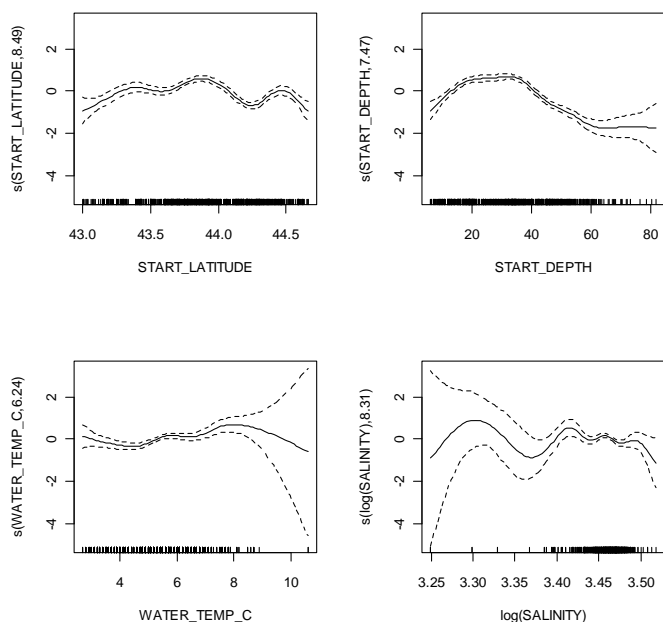 s(START_LATITUDE,8.49)
2
0
-2
-4
43.0 43.5 44.0 44.5
START_LATITUDE
s(START_DEPTH,7.47)
2
0
-2
-4
20 40 60 80
START_DEPTH
s(WATER_TEMP_C,6.24)
2
0
-2
-4
4 6 8 10
WATER_TEMP_C
s(log(SALINITY),8.31)
2
0
-2
-4
3.25 3.30 3.35 3.40 3.45 3.50
log(SALINITY)